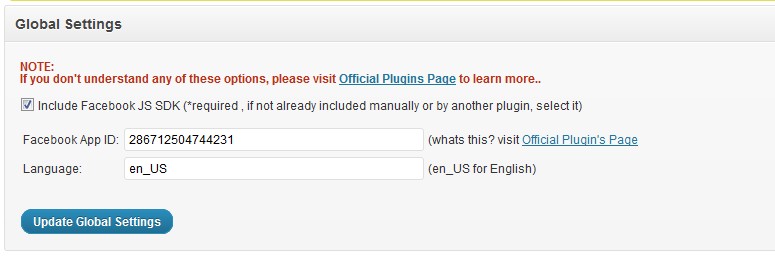 Global Settings
NOTE:
If you don't understand any of these options, please visit Official Plugins Page to learn more..
Include Facebook JS SDK (*required , if not already included manually or by another plugin, select it)
Facebook App ID: 286712504744231 (whats this? visit Official Plugin's Page
Language: en_US (en_US for English)
Update Global Settings